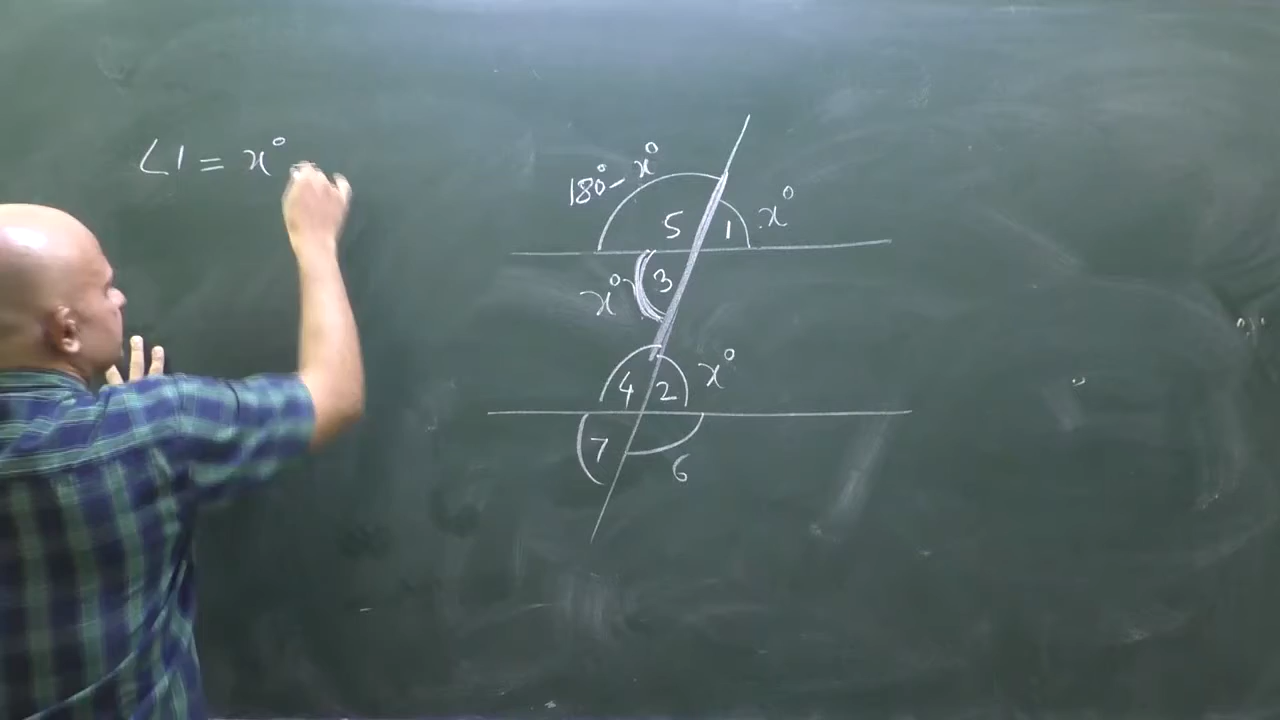 ∠1 = x°
180° - x°
5 1 x°
x° 3
4 2 x°
7 6